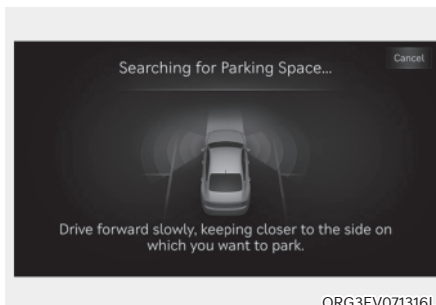 Cancel
Searching for Parking Space...
Drive forward slowly, keeping closer to the side on
which you want to park.
ORG3EV071316L